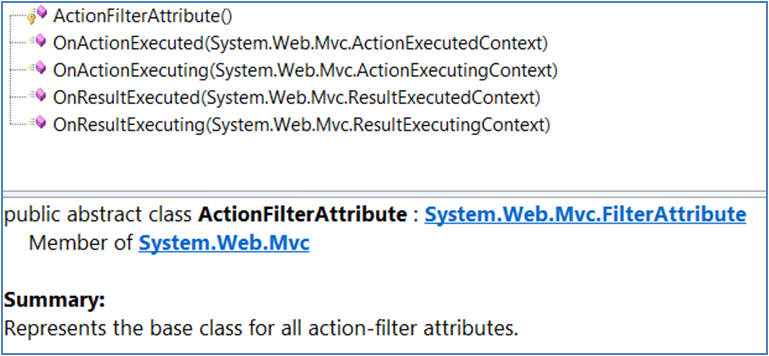 ActionFilterAttribute()
OnActionExecuted(System.Web.Mvc.ActionExecutedContext)
OnActionExecuting(System.Web.Mvc.ActionExecutingContext)
OnResultExecuted(System.Web.Mvc.ResultExecutedContext)
OnResultExecuting(System.Web.Mvc.ResultExecutingContext)
public abstract class ActionFilterAttribute : System.Web.Mvc.FilterAttribute
Member of System.Web.Mvc
Summary:
Represents the base class for all action-filter attributes.